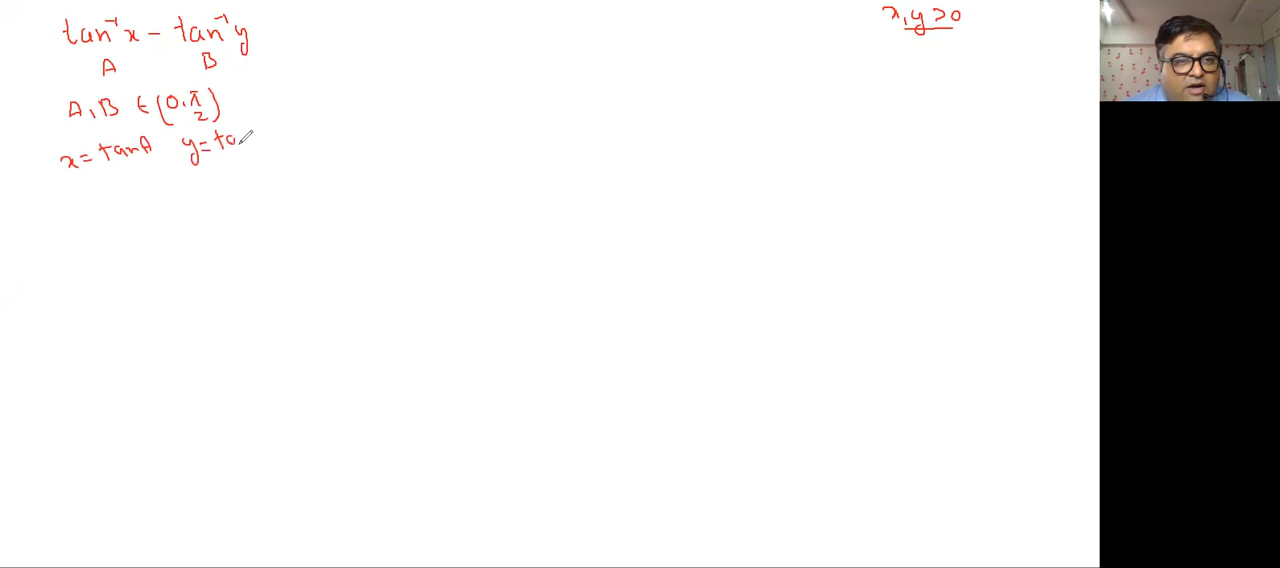 tan⁻¹x - tan⁻¹y
x, y > 0
A B
A, B ∈ (0, π/2)
x = tanA y = ta